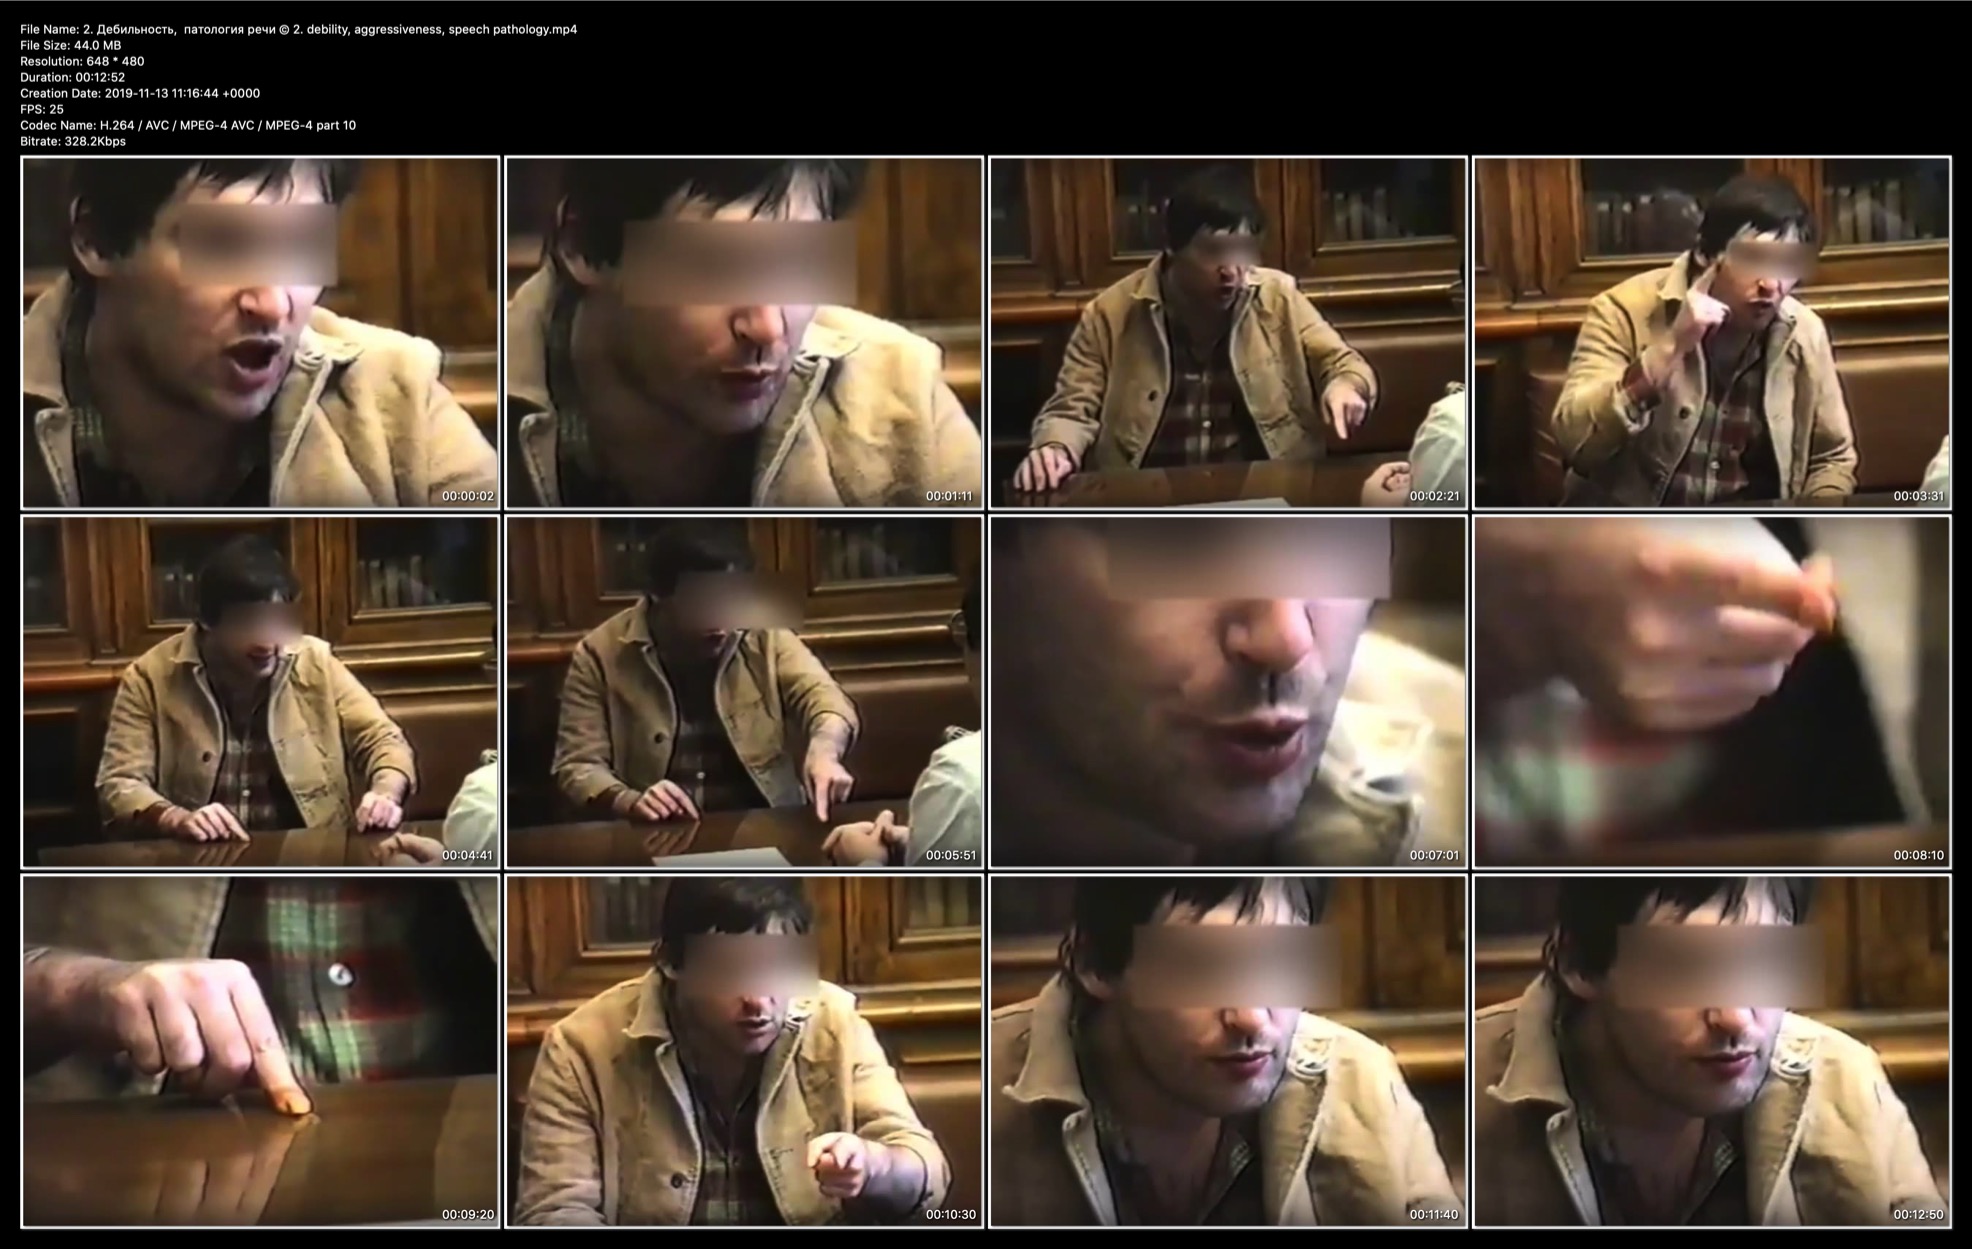 File Name: 2. Дебильность,  патология речи © 2. debility, aggressiveness, speech pathology.mp4
File Size: 44.0 MB
Resolution: 648 * 480
Duration: 00:12:52
Creation Date: 2019-11-13 11:16:44 +0000
FPS: 25
Codec Name: H.264 / AVC / MPEG-4 AVC / MPEG-4 part 10
Bitrate: 328.2Kbps
00:00:02
00:01:11
00:02:21
00:03:31
00:04:41
00:05:51
00:07:01
00:08:10
00:09:20
00:10:30
00:11:40
00:12:50